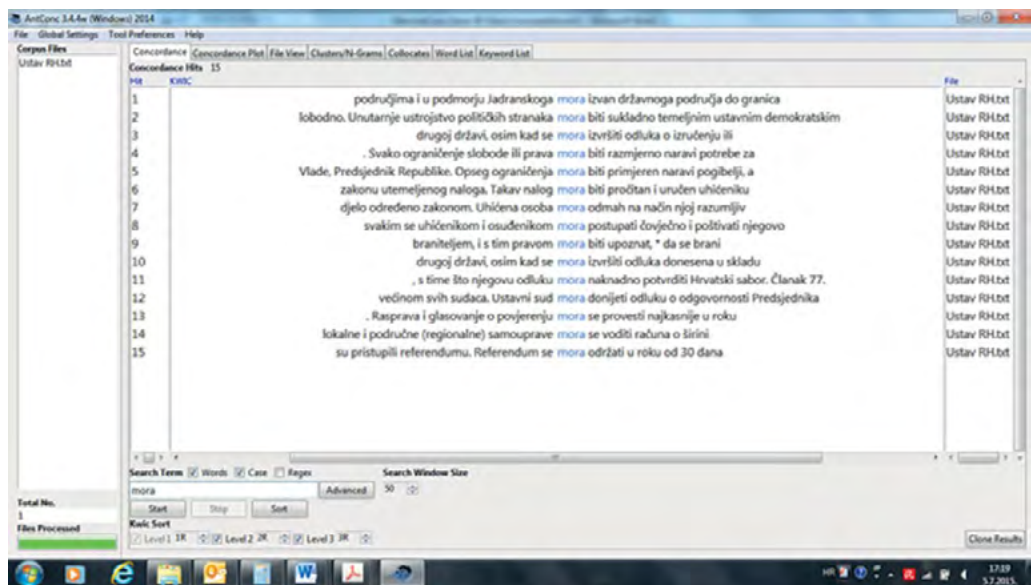 AntConc 3.4.4w (Windows) 2014
File Global Settings Tool Preferences Help
Corpus Files
Ustav RH.txt
Concordance Concordance Plot File View Clusters/N-Grams Collocates Word List Keyword List
Concordance Hits 15
Hit KWIC File
1 područjima i u podmorju Jadranskoga mora izvan državnoga područja do granica Ustav RH.txt
2 lobodno. Unutarnje ustrojstvo političkih stranaka mora biti sukladno temeljnim ustavnim demokratskim Ustav RH.txt
3 drugoj državi, osim kad se mora izvršiti odluka o izručenju ili Ustav RH.txt
4 . Svako ograničenje slobode ili prava mora biti razmjerno naravi potrebe za Ustav RH.txt
5 Vlade, Predsjednik Republike. Opseg ograničenja mora biti primjeren naravi pogibelji, a Ustav RH.txt
6 zakonu utemeljenog naloga. Takav nalog mora biti pročitan i uručen uhićeniku Ustav RH.txt
7 djelo određeno zakonom. Uhićena osoba mora odmah na način njoj razumljiv Ustav RH.txt
8 svakim se uhićenikom i osuđenikom mora postupati čovječno i poštivati njegovo Ustav RH.txt
9 braniteljem, i s tim pravom mora biti upoznat, * da se brani Ustav RH.txt
10 drugoj državi, osim kad se mora izvršiti odluka donesena u skladu Ustav RH.txt
11 , s time što njegovu odluku mora naknadno potvrditi Hrvatski sabor. Članak 77. Ustav RH.txt
12 većinom svih sudaca. Ustavni sud mora donijeti odluku o odgovornosti Predsjednika Ustav RH.txt
13 . Rasprava i glasovanje o povjerenju mora se provesti najkasnije u roku Ustav RH.txt
14 lokalne i područne (regionalne) samouprave mora se voditi računa o širini Ustav RH.txt
15 su pristupili referendumu. Referendum se mora održati u roku od 30 dana Ustav RH.txt
Search Term Words Case Regex Search Window Size
mora Advanced 50
Start Stop Sort
Total No.
1
Files Processed
Kwic Sort
Level 1 1R Level 2 2R Level 3 3R Clone Results
HR 17:19
5.7.2015.